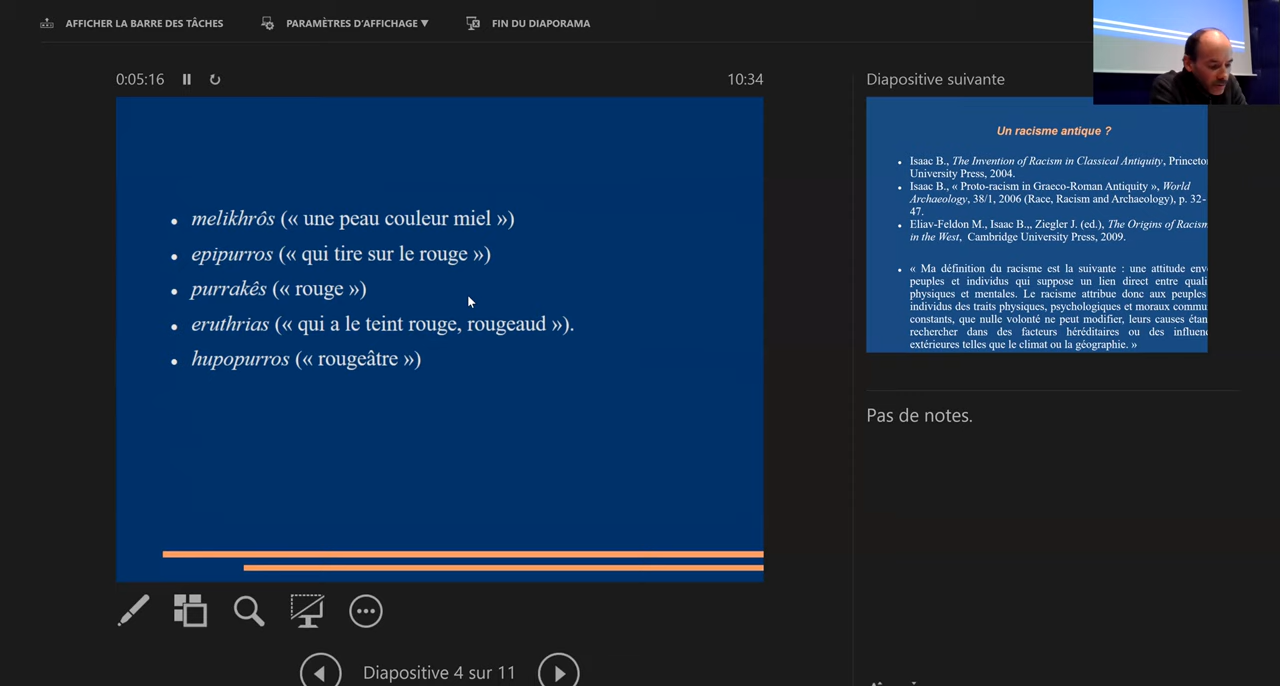 AFFICHER LA BARRE DES TÂCHES
PARAMÈTRES D'AFFICHAGE ▼
FIN DU DIAPORAMA
0:05:16
10:34
• melikhrôs (« une peau couleur miel »)
• epipurros (« qui tire sur le rouge »)
• purrakês (« rouge »)
• eruthrias (« qui a le teint rouge, rougeaud »).
• hupopurros (« rougeâtre »)
Diapositive 4 sur 11
Diapositive suivante
Un racisme antique ?
• Isaac B., The Invention of Racism in Classical Antiquity,
University Press, 2004.
• Isaac B., « Proto-racism in Graeco-Roman Antiquity », World
Archaeology, 38/1, 2006 (Race, Racism and Archaeology), p. 32-
47.
• Eliav-Feldon M., Isaac B.,, Ziegler J. (ed.), The Origins of Racism
in the West, Cambridge University Press, 2009.
• « Ma définition du racisme est la suivante : une attitude
peuples et individus qui suppose un lien direct entre
physiques et mentales. Le racisme attribue donc aux peuples
individus des traits physiques, psychologiques et moraux
constants, que nulle volonté ne peut modifier, leurs causes
rechercher dans des facteurs héréditaires ou des
extérieures telles que le climat ou la géographie. »
Pas de notes.